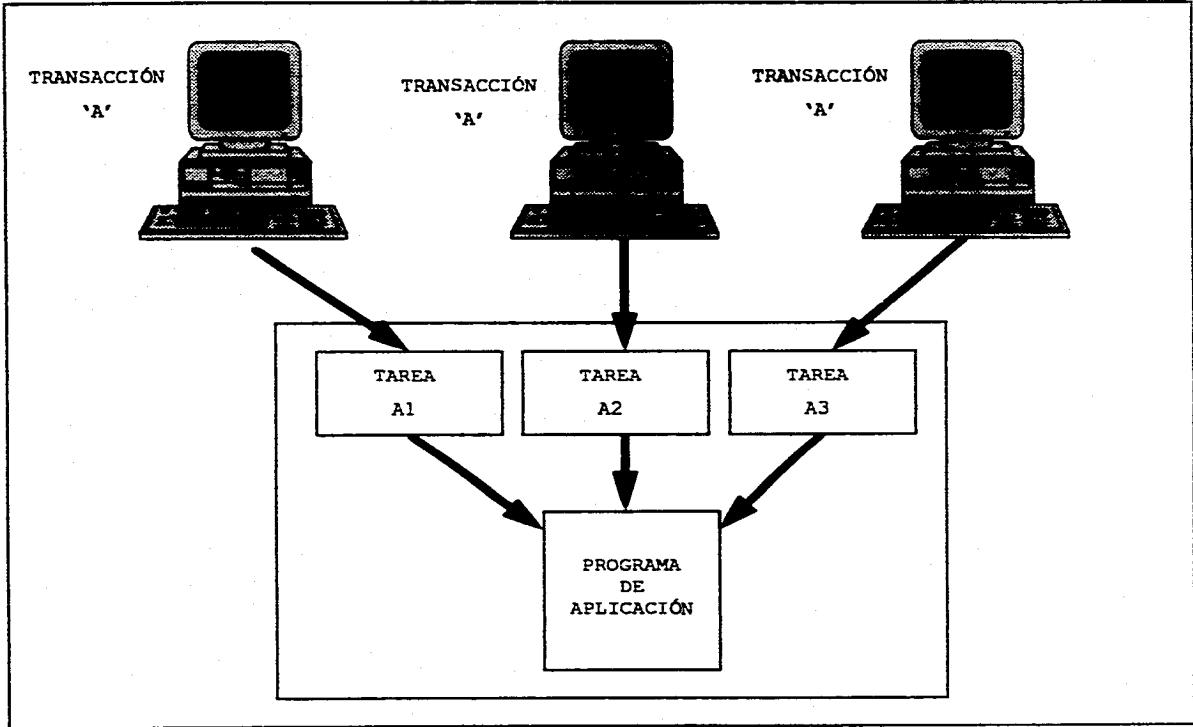 TRANSACCIÓN
'A'
TRANSACCIÓN
'A'
TRANSACCIÓN
'A'
TAREA
A1
TAREA
A2
TAREA
A3
PROGRAMA
DE
APLICACIÓN